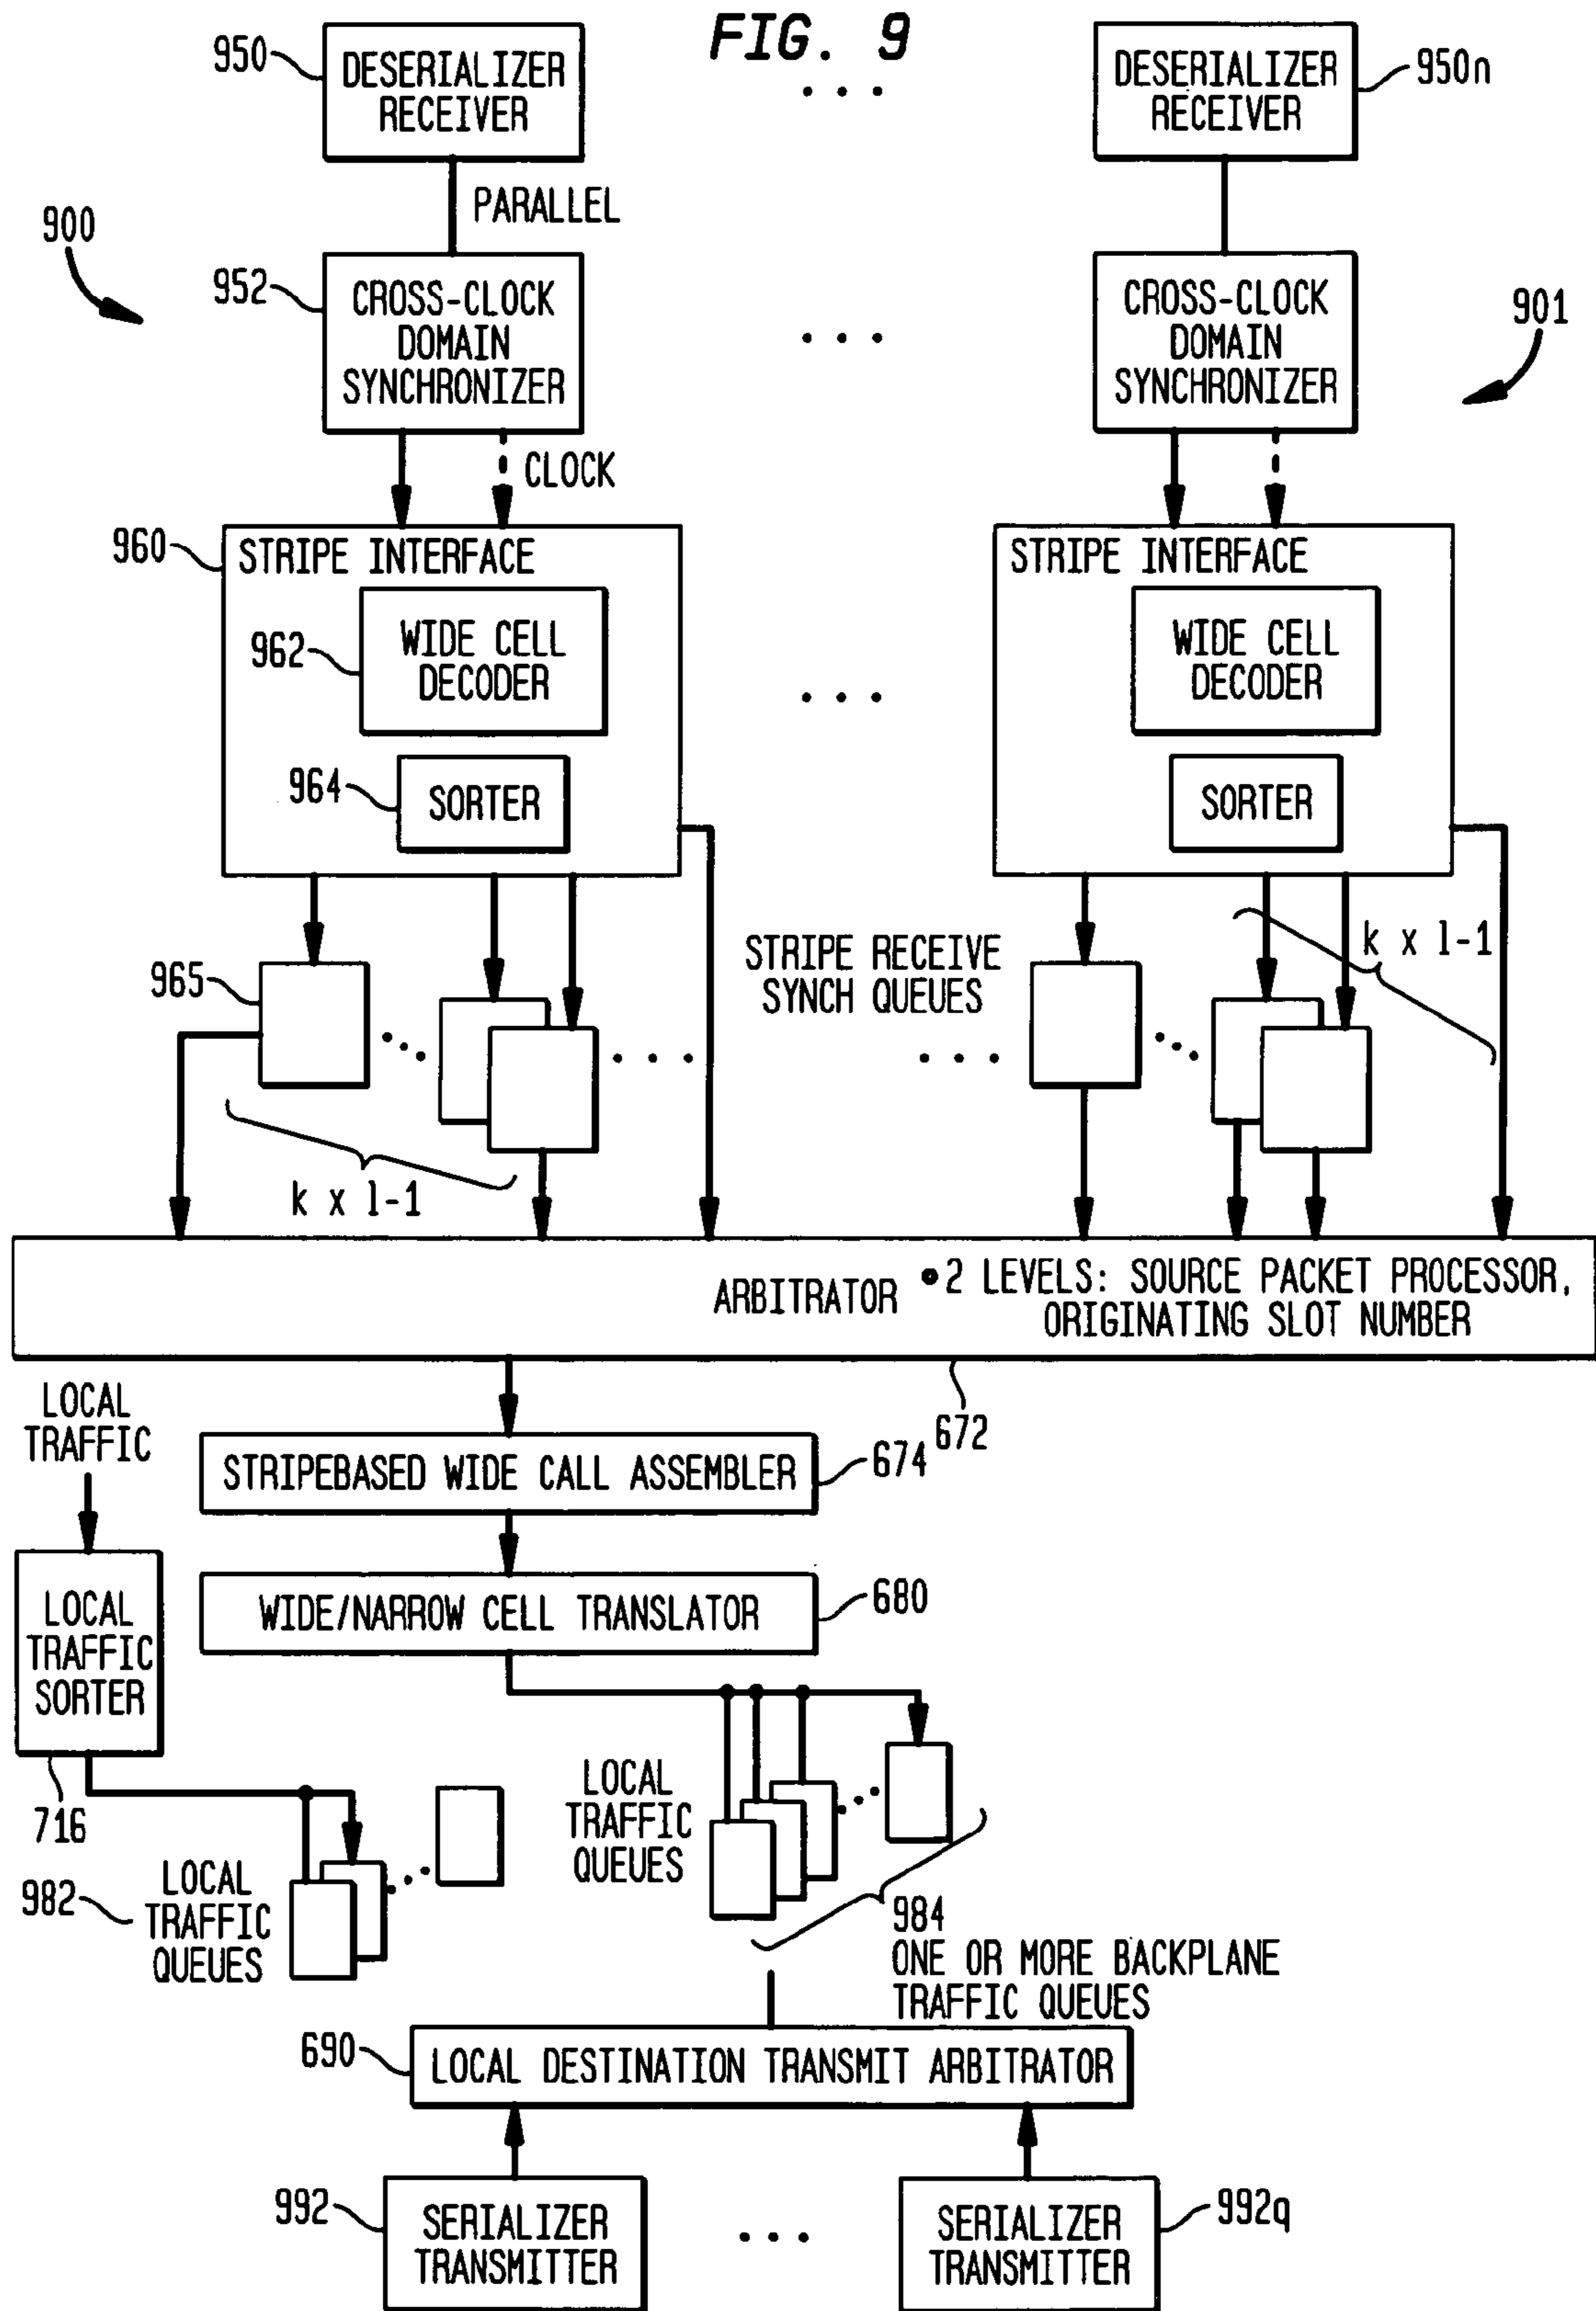 FIG. 9
950
DESERIALIZER
RECEIVER
. . .
DESERIALIZER
RECEIVER
950n
PARALLEL
900
952
CROSS-CLOCK
DOMAIN
SYNCHRONIZER
. . .
CROSS-CLOCK
DOMAIN
SYNCHRONIZER
901
CLOCK
960
STRIPE INTERFACE
STRIPE INTERFACE
962
WIDE CELL
DECODER
. . .
WIDE CELL
DECODER
964
SORTER
SORTER
965
STRIPE RECEIVE
SYNCH QUEUES
k x l-1
k x l-1
ARBITRATOR
•2 LEVELS: SOURCE PACKET PROCESSOR,
ORIGINATING SLOT NUMBER
672
LOCAL
TRAFFIC
STRIPEBASED WIDE CALL ASSEMBLER
674
WIDE/NARROW CELL TRANSLATOR
680
LOCAL
TRAFFIC
SORTER
716
LOCAL
TRAFFIC
QUEUES
982
LOCAL
TRAFFIC
QUEUES
984
ONE OR MORE BACKPLANE
TRAFFIC QUEUES
690
LOCAL DESTINATION TRANSMIT ARBITRATOR
992
SERIALIZER
TRANSMITTER
. . .
SERIALIZER
TRANSMITTER
992q